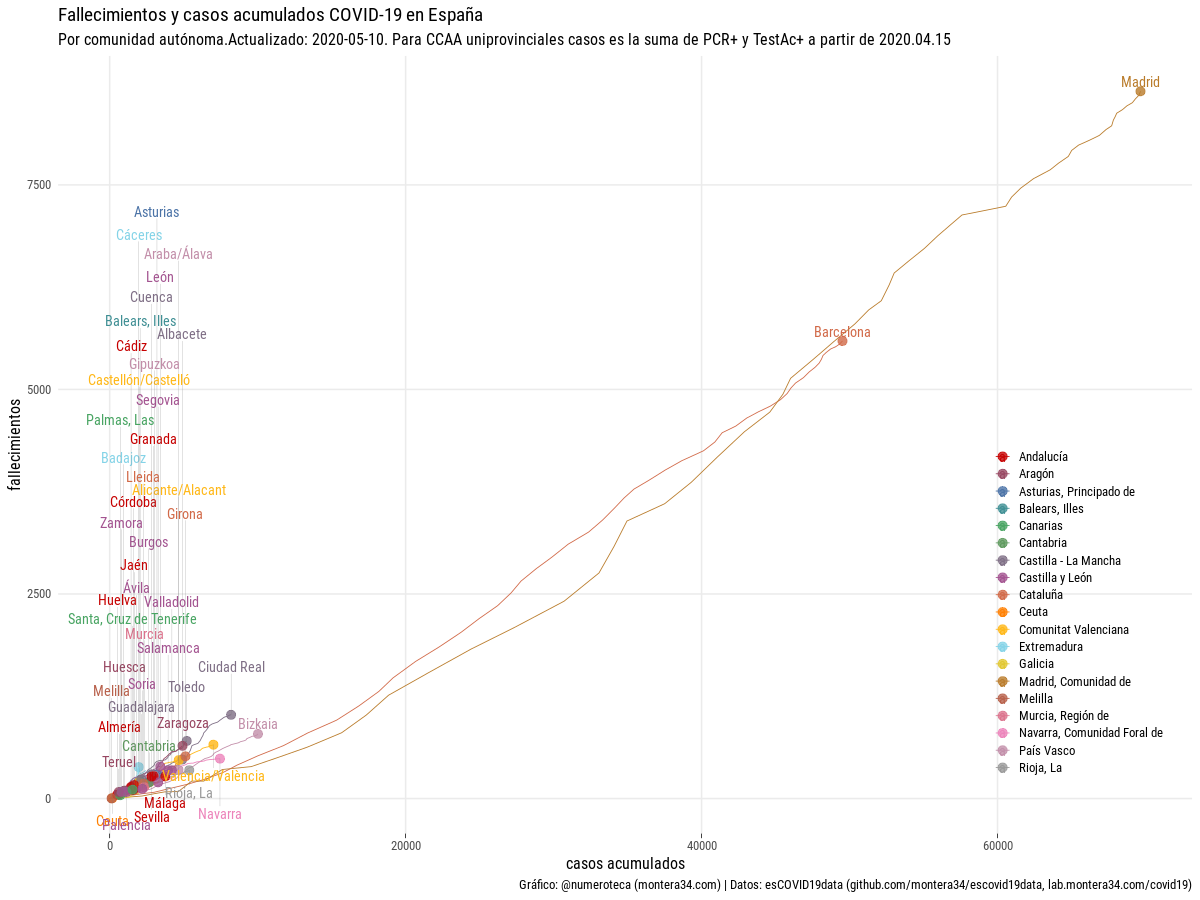 Fallecimientos y casos acumulados COVID-19 en España
Por comunidad autónoma.Actualizado: 2020-05-10. Para CCAA uniprovinciales casos es la suma de PCR+ y TestAc+ a partir de 2020.04.15
Madrid
7500
Asturias
Cáceres
Araba/Álava
León
Cuenca
Balears, Illes
Albacete
Barcelona
Cádiz
Gipuzkoa
Castellón/Castelló
5000
Segovia
Palmas, Las
Granada
Badajoz
Lleida
Alicante/Alacant
Córdoba
Girona
Zamora
Burgos
Jaén
Ávila
2500
Huelva
Valladolid
Santa, Cruz de Tenerife
Murcia
Salamanca
Huesca
Ciudad Real
Soria
Toledo
Melilla
Guadalajara
Almería
Zaragoza
Bizkaia
Cantabria
Teruel
Valencia/València
Rioja, La
0
Málaga
Sevilla
Navarra
Ceuta
Palencia
fallecimientos
Andalucía
Aragón
Asturias, Principado de
Balears, Illes
Canarias
Cantabria
Castilla - La Mancha
Castilla y León
Cataluña
Ceuta
Comunitat Valenciana
Extremadura
Galicia
Madrid, Comunidad de
Melilla
Murcia, Región de
Navarra, Comunidad Foral de
País Vasco
Rioja, La
0 20000 40000 60000
casos acumulados
Gráfico: @numeroteca (montera34.com) | Datos: esCOVID19data (github.com/montera34/escovid19data, lab.montera34.com/covid19)